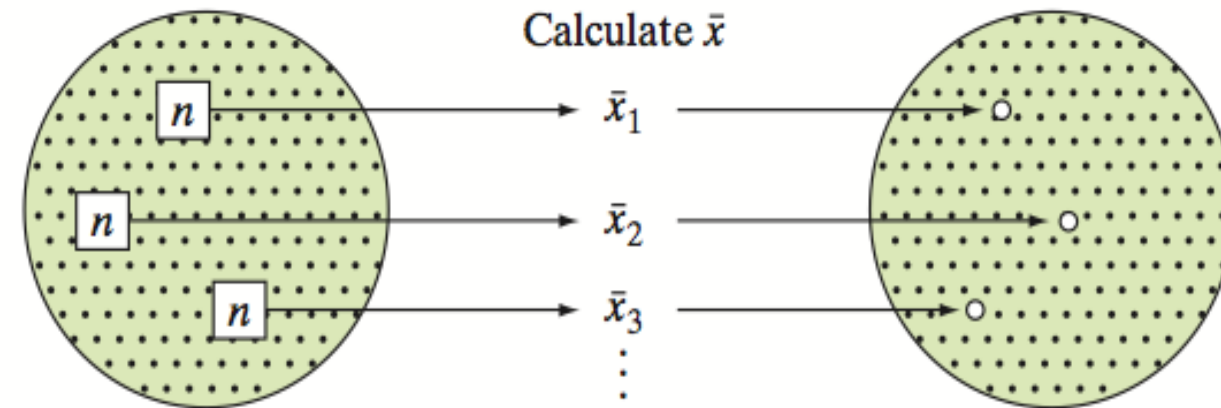 Calculate x̄
n x̄₁
n x̄₂
n x̄₃
⋮